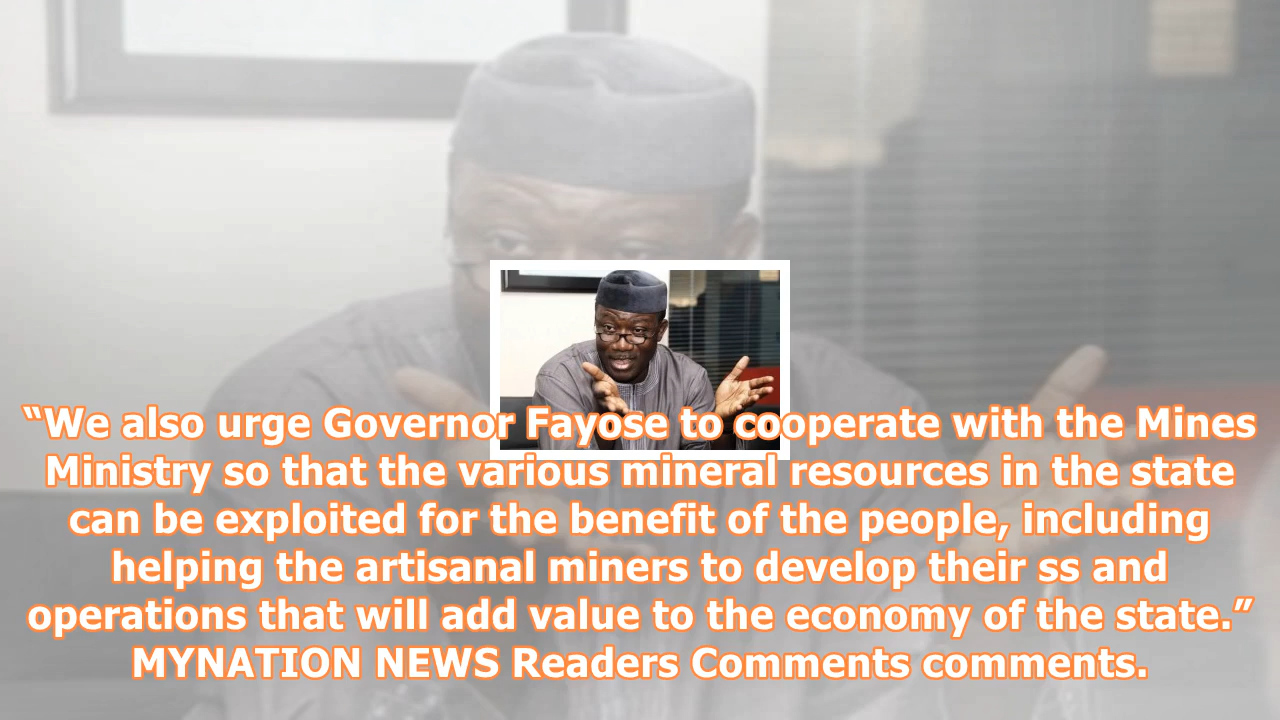 “We also urge Governor Fayose to cooperate with the Mines
Ministry so that the various mineral resources in the state
can be exploited for the benefit of the people, including
helping the artisanal miners to develop their ss and
operations that will add value to the economy of the state.”
MYNATION NEWS Readers Comments comments.